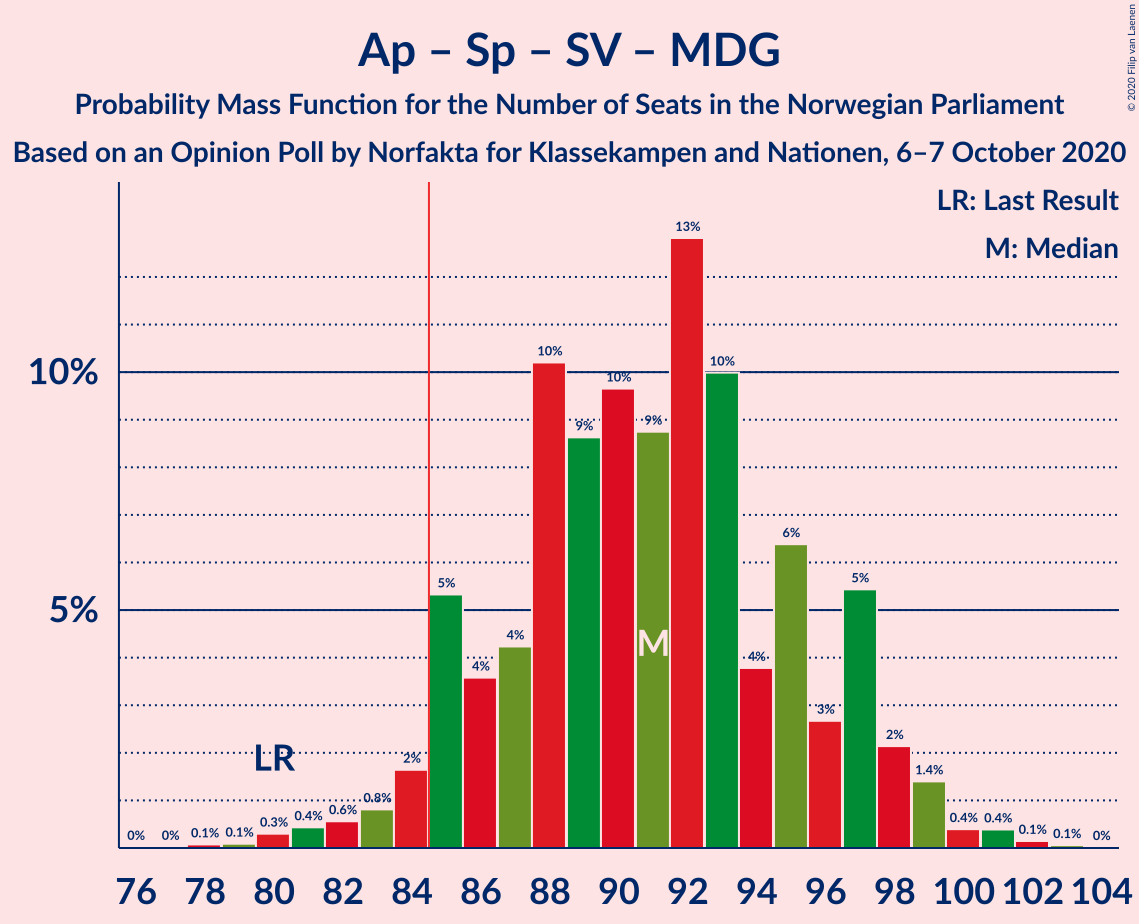 Ap – Sp – SV – MDG
Probability Mass Function for the Number of Seats in the Norwegian Parliament
Based on an Opinion Poll by Norfakta for Klassekampen and Nationen, 6–7 October 2020
© 2020 Filip van Laenen
LR: Last Result
M: Median
10%
5%
LR
M
0% 0% 0.1% 0.1% 0.3% 0.4% 0.6% 0.8% 2% 5% 4% 4% 10% 9% 10% 9% 13% 10% 4% 6% 3% 5% 2% 1.4% 0.4% 0.4% 0.1% 0.1% 0%
76 78 80 82 84 86 88 90 92 94 96 98 100 102 104